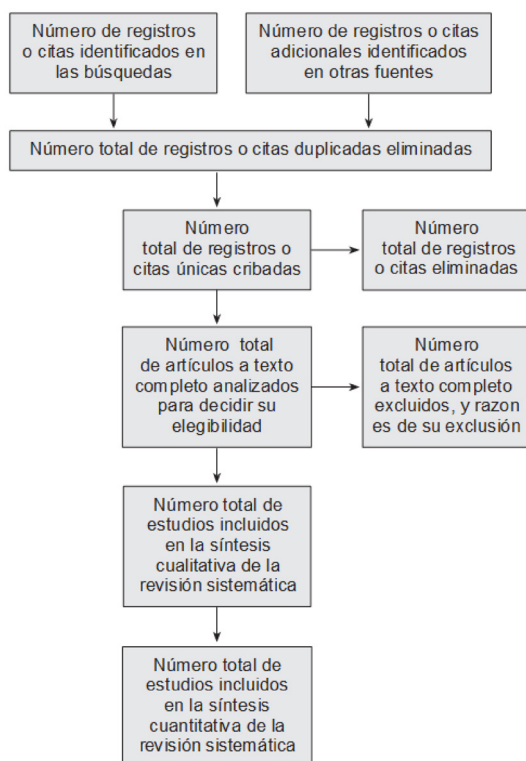 Número de registros
o citas identificados en
las búsquedas
Número de registros o citas
adicionales identificados
en otras fuentes
Número total de registros o citas duplicadas eliminadas
Número
total de registros o
citas únicas cribadas
Número
total de registros
o citas eliminadas
Número total
de artículos a texto
completo analizados
para decidir su
elegibilidad
Número
total de artículos
a texto completo
excluidos, y razon
es de su exclusión
Número total de
estudios incluidos
en la síntesis
cualitativa de la
revisión sistemática
Número total de
estudios incluidos
en la síntesis
cuantitativa de la
revisión sistemática